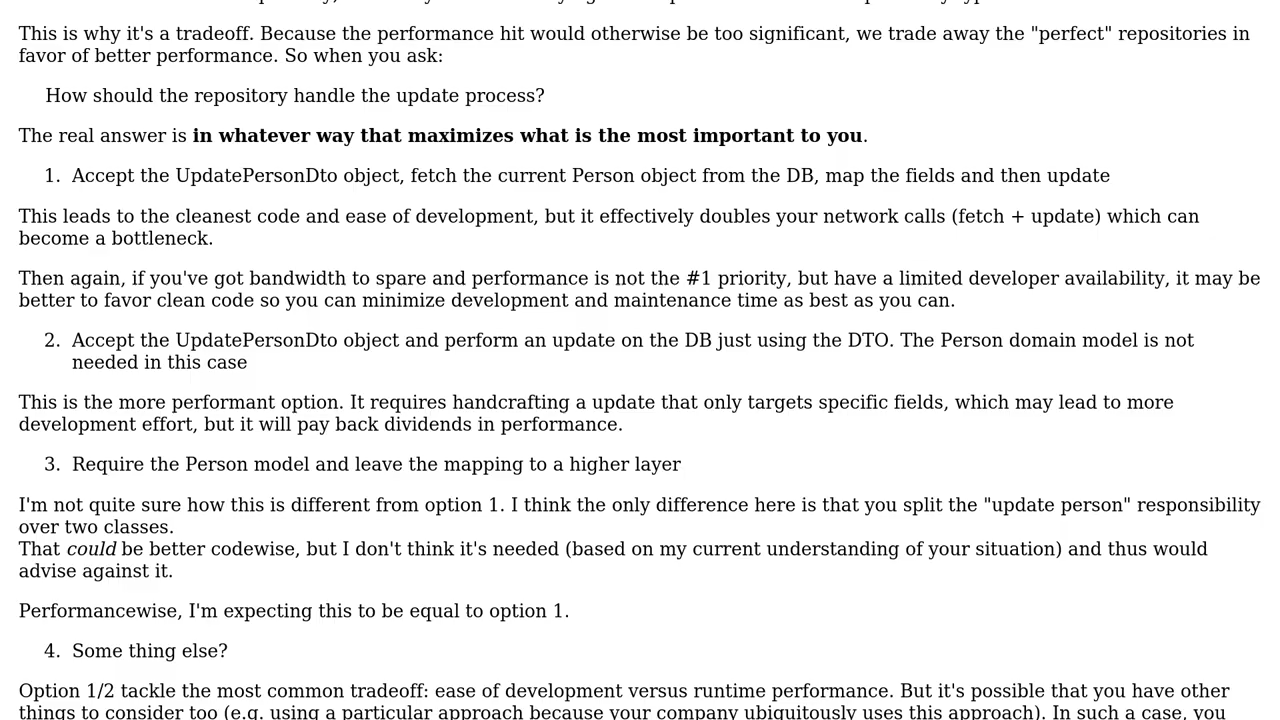 This is why it's a tradeoff. Because the performance hit would otherwise be too significant, we trade away the "perfect" repositories in
favor of better performance. So when you ask:
How should the repository handle the update process?
The real answer is in whatever way that maximizes what is the most important to you.
1. Accept the UpdatePersonDto object, fetch the current Person object from the DB, map the fields and then update
This leads to the cleanest code and ease of development, but it effectively doubles your network calls (fetch + update) which can
become a bottleneck.
Then again, if you've got bandwidth to spare and performance is not the #1 priority, but have a limited developer availability, it may be
better to favor clean code so you can minimize development and maintenance time as best as you can.
2. Accept the UpdatePersonDto object and perform an update on the DB just using the DTO. The Person domain model is not
needed in this case
This is the more performant option. It requires handcrafting a update that only targets specific fields, which may lead to more
development effort, but it will pay back dividends in performance.
3. Require the Person model and leave the mapping to a higher layer
I'm not quite sure how this is different from option 1. I think the only difference here is that you split the "update person" responsibility
over two classes.
That could be better codewise, but I don't think it's needed (based on my current understanding of your situation) and thus would
advise against it.
Performancewise, I'm expecting this to be equal to option 1.
4. Some thing else?
Option 1/2 tackle the most common tradeoff: ease of development versus runtime performance. But it's possible that you have other
things to consider too (e.g. using a particular approach because your company ubiquitously uses this approach). In such a case, you